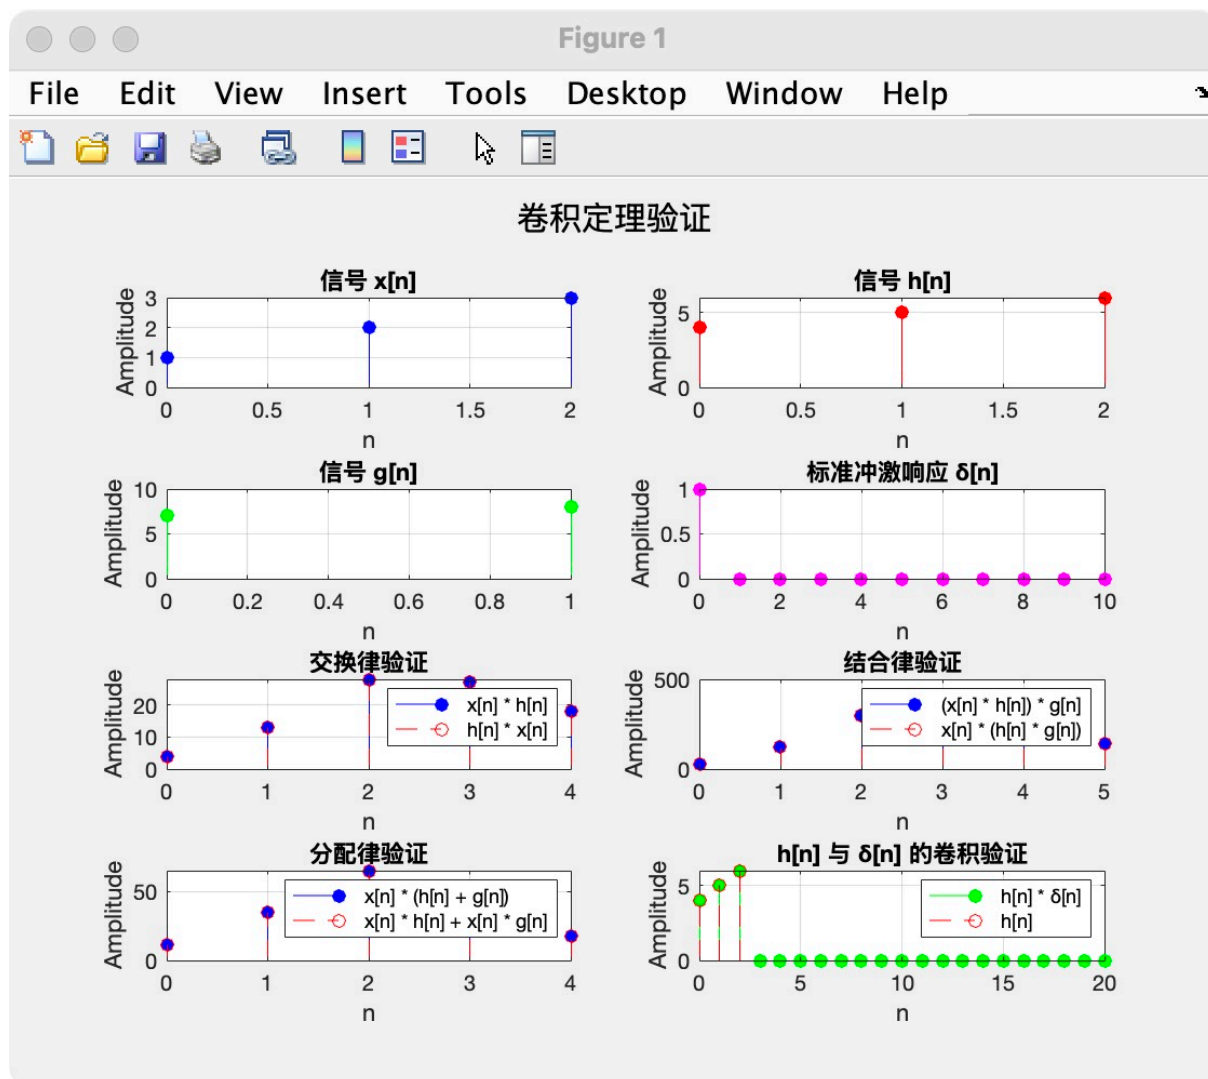 Figure 1
File Edit View Insert Tools Desktop Window Help
卷积定理验证
信号 x[n]
Amplitude
3
2
1
0
0 0.5 1 1.5 2
n
信号 h[n]
Amplitude
5
0
0 0.5 1 1.5 2
n
信号 g[n]
Amplitude
10
5
0
0 0.2 0.4 0.6 0.8 1
n
标准冲激响应 δ[n]
Amplitude
1
0.5
0
0 2 4 6 8 10
n
交换律验证
Amplitude
20
10
0
x[n] * h[n]
h[n] * x[n]
0 1 2 3 4
n
结合律验证
Amplitude
500
0
(x[n] * h[n]) * g[n]
x[n] * (h[n] * g[n])
0 1 2 3 4 5
n
分配律验证
Amplitude
50
0
x[n] * (h[n] + g[n])
x[n] * h[n] + x[n] * g[n]
0 1 2 3 4
n
h[n] 与 δ[n] 的卷积验证
Amplitude
5
0
h[n] * δ[n]
h[n]
0 5 10 15 20
n